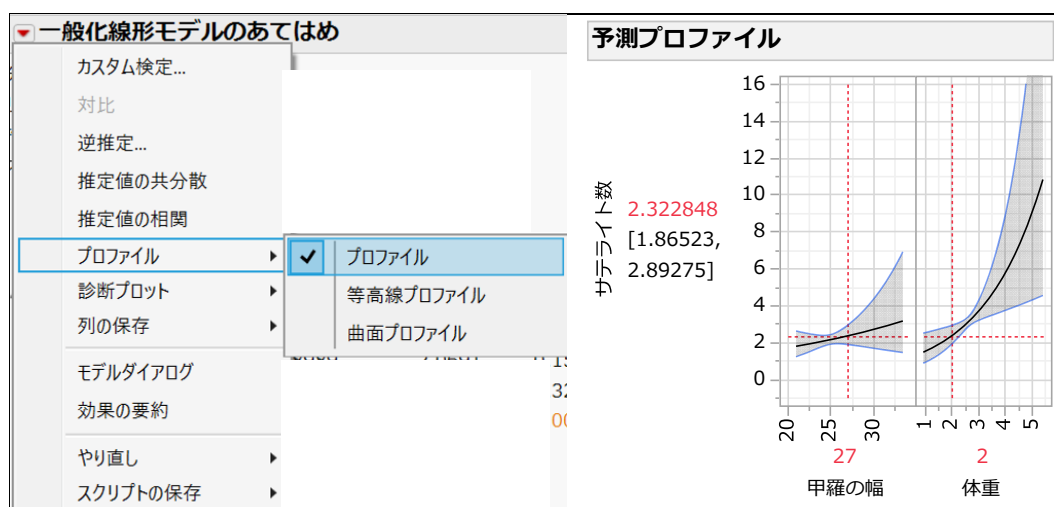 一般化線形モデルのあてはめ
カスタム検定...
対比
逆推定...
推定値の共分散
推定値の相関
プロファイル
診断プロット
列の保存
モデルダイアログ
効果の要約
やり直し
スクリプトの保存
プロファイル
等高線プロファイル
曲面プロファイル
予測プロファイル
サテライト数
2.322848
[1.86523,
2.89275]
16
14
12
10
8
6
4
2
0
20
25
30
27
甲羅の幅
1
2
3
4
5
2
体重